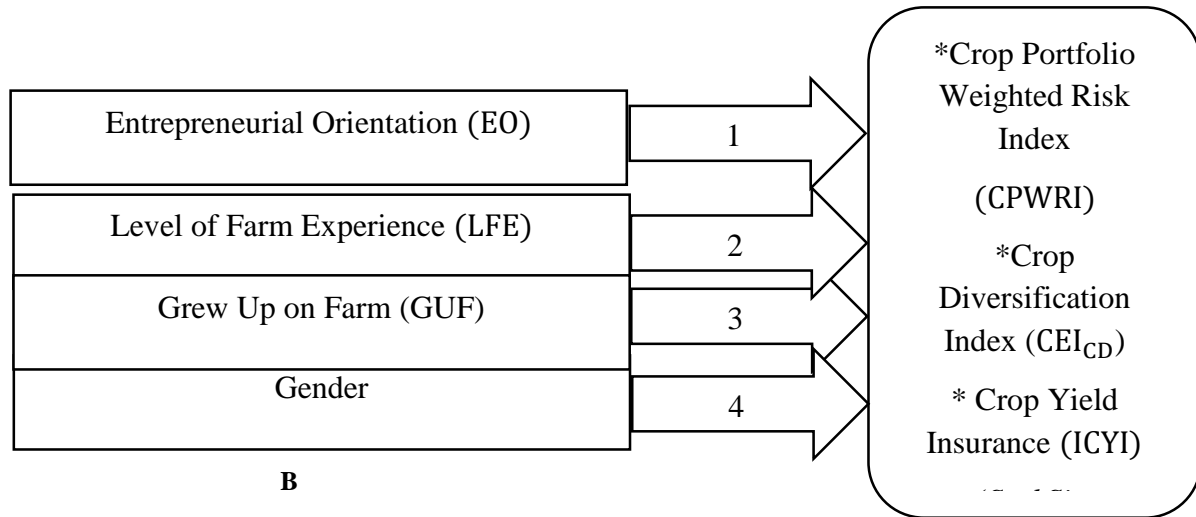 Entrepreneurial Orientation (EO)
1
Level of Farm Experience (LFE)
2
Grew Up on Farm (GUF)
3
Gender
4
B
*Crop Portfolio
Weighted Risk
Index
(CPWRI)
*Crop
Diversification
Index (CEI_CD)
* Crop Yield
Insurance (ICYI)